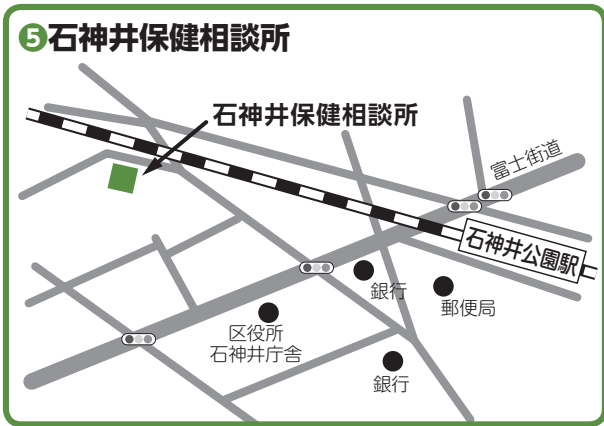 ❺石神井保健相談所
石神井保健相談所
富士街道
石神井公園駅
銀行
郵便局
区役所
石神井庁舎
銀行